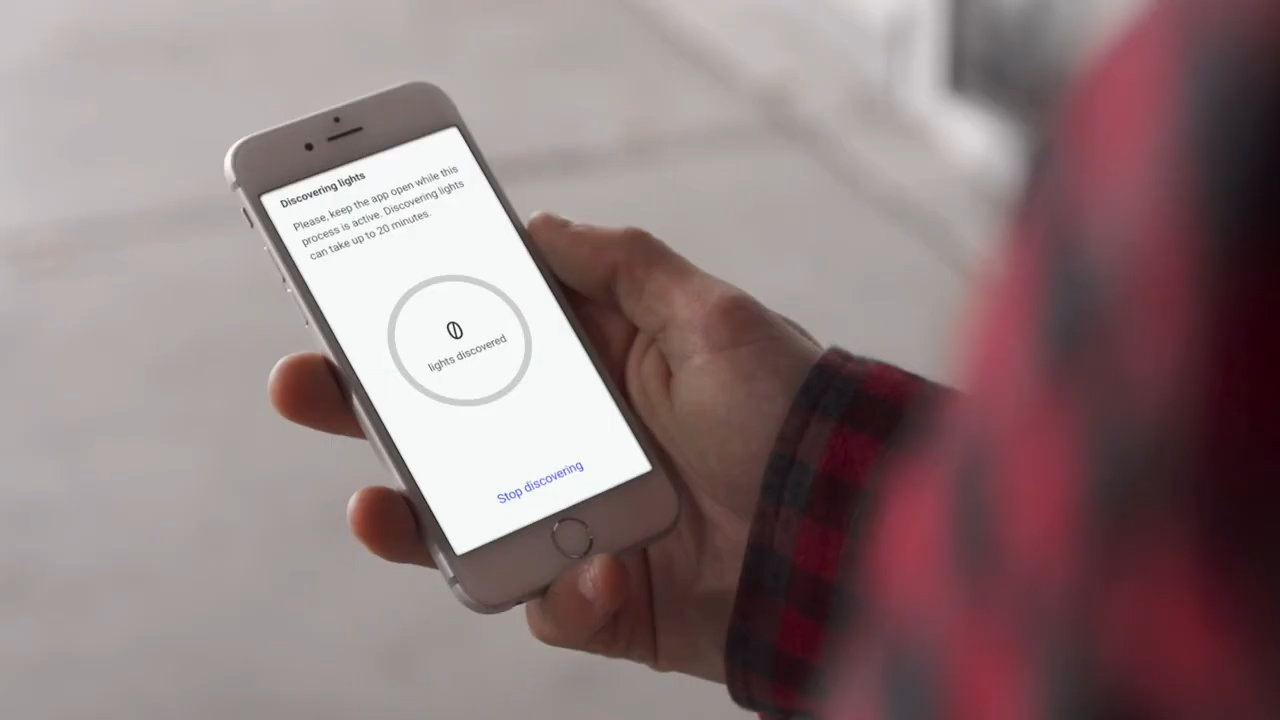 Discovering lights
Please, keep the app open while this
process is active. Discovering lights
can take up to 20 minutes.
0
lights discovered
Stop discovering